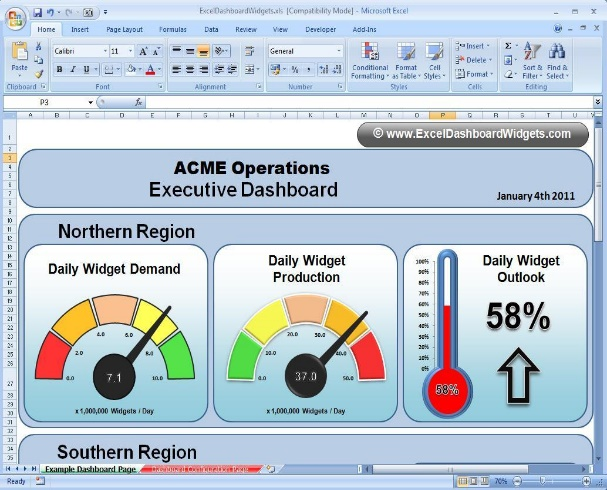 ExcelDashboardWidgets.xls [Compatibility Mode] - Microsoft Excel
Home Insert Page Layout Formulas Data Review View Developer Add-Ins
Calibri 11 General
Paste
Conditional Formatting Format as Table Cell Styles
Insert
Delete
Format
Sort & Filter Find & Select
Clipboard Font Alignment Number Styles Cells Editing
P3 fx
A B C D E F G H I J K L M N O P Q R S T U V
© www.ExcelDashboardWidgets.com
ACME Operations
Executive Dashboard
January 4th 2011
Northern Region
Daily Widget Demand
0.0 2.0 4.0 6.0 8.0 10.0
7.1
x 1,000,000 Widgets / Day
Daily Widget
Production
0.0 10.0 20.0 30.0 40.0 50.0
37.0
x 1,000,000 Widgets / Day
Daily Widget
Outlook
100%
90%
80%
70%
60%
50%
40%
30%
20%
10%
0%
58%
58%
Southern Region
Example Dashboard Page Dashboard Configuration Page
Ready 70%